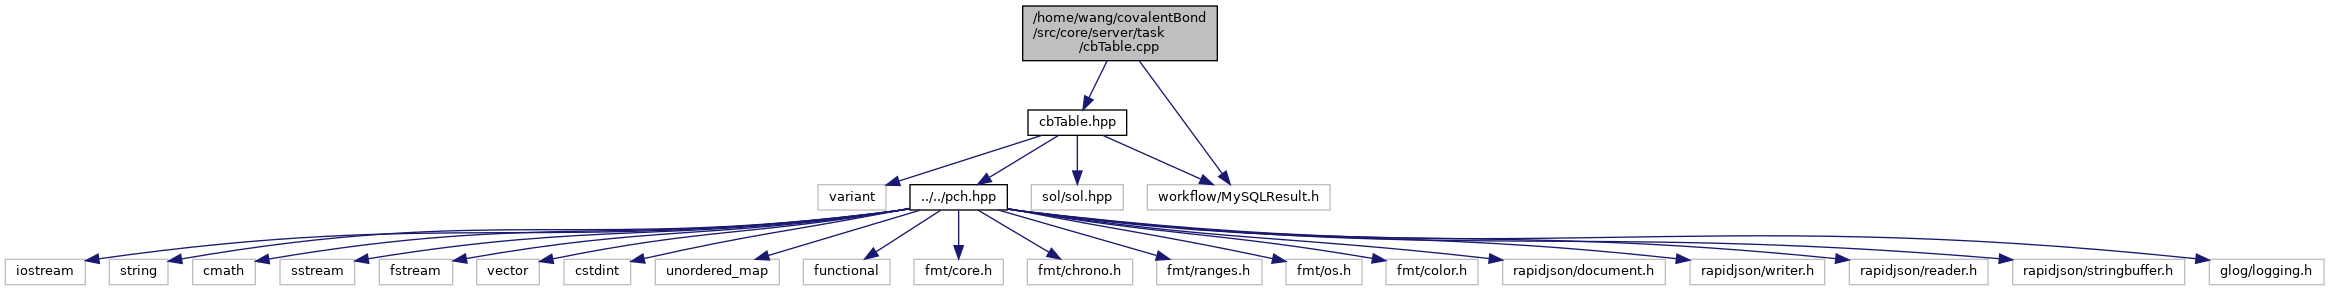 /home/wang/covalentBond
/src/core/server/task
/cbTable.cpp
cbTable.hpp
variant
../../pch.hpp
sol/sol.hpp
workflow/MySQLResult.h
iostream
string
cmath
sstream
fstream
vector
cstdint
unordered_map
functional
fmt/core.h
fmt/chrono.h
fmt/ranges.h
fmt/os.h
fmt/color.h
rapidjson/document.h
rapidjson/writer.h
rapidjson/reader.h
rapidjson/stringbuffer.h
glog/logging.h